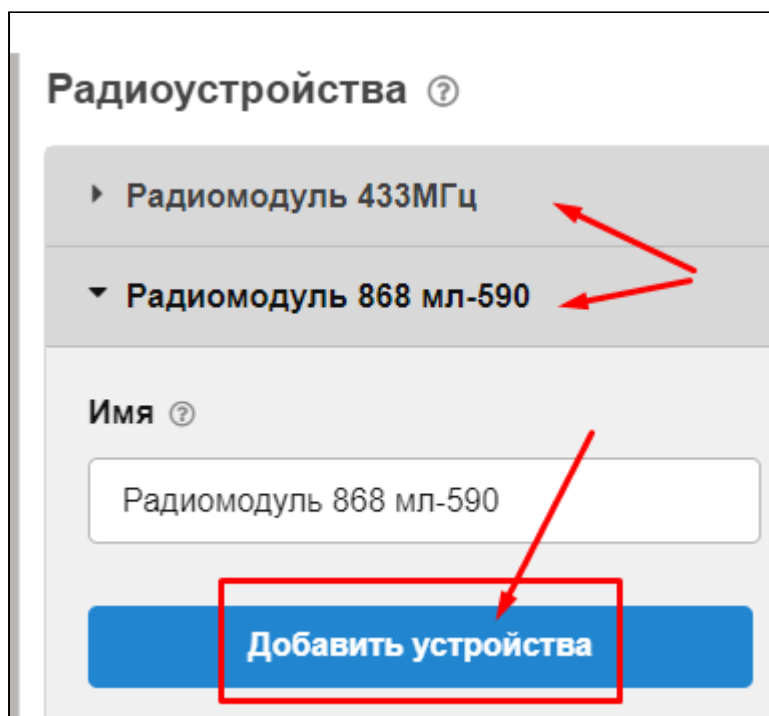 Радиоустройства ?
Радиомодуль 433МГц
Радиомодуль 868 мл-590
Имя ?
Радиомодуль 868 мл-590
Добавить устройства